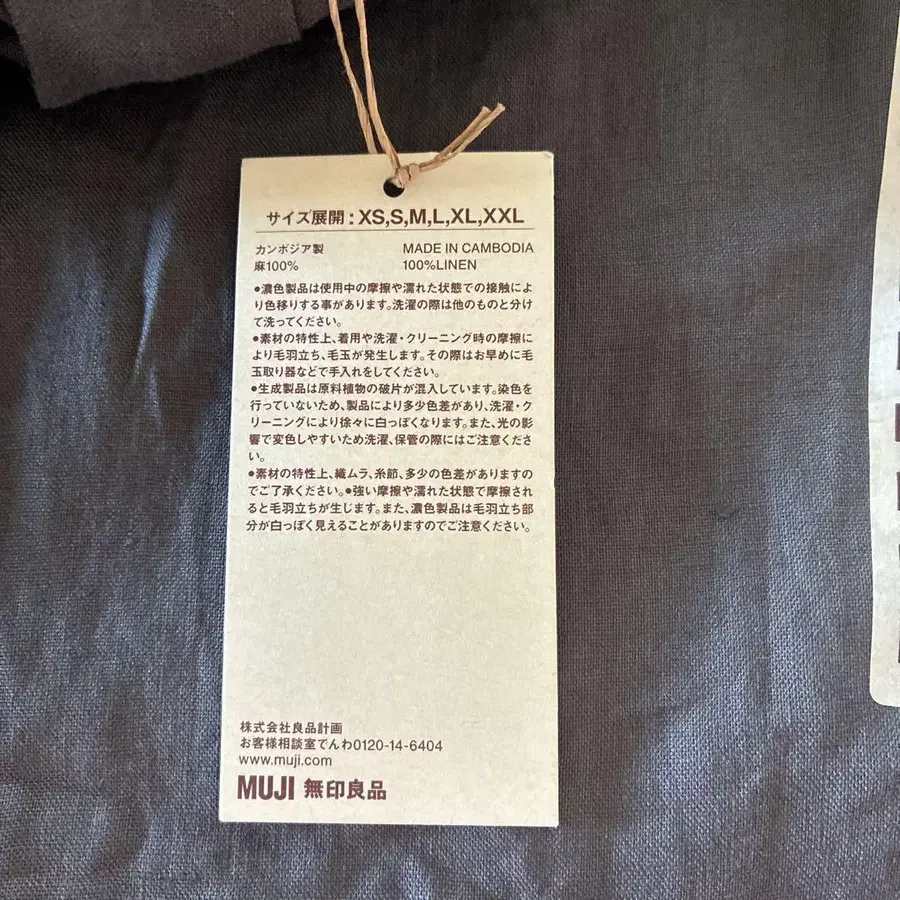 サイズ展開：XS,S,M,L,XL,XXL
カンボジア製 MADE IN CAMBODIA
麻100% 100%LINEN
●濃色製品は使用中の摩擦や濡れた状態での接触によ
り色移りする事があります。洗濯の際は他のものと分け
て洗ってください。
●素材の特性上、着用や洗濯・クリーニング時の摩擦に
より毛羽立ち、毛玉が発生します。その際はお早めに毛
玉取り器などで手入れをしてください。
●生成製品は原料植物の破片が混入しています。染色を
行っていないため、製品により多少色差があり、洗濯・ク
リーニングにより徐々に白っぽくなります。また、光の影
響で変色しやすいため洗濯、保管の際にはご注意くださ
い。
●素材の特性上、織ムラ、糸節、多少の色差がありますの
でご了承ください。●強い摩擦や濡れた状態で摩擦され
ると毛羽立ちが生じます。また、濃色製品は毛羽立ち部
分が白っぽく見えることがありますのでご注意ください。
株式会社良品計画
お客様相談室でんわ0120-14-6404
www.muji.com
MUJI 無印良品